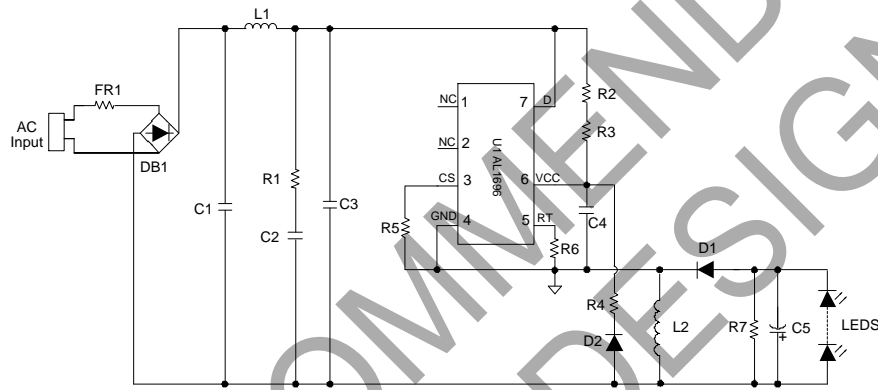 L1
FR1
AC
Input
DB1
C1
R1
C2
C3
NC 1
NC 2
CS 3
GND 4
U1 AL1696
7 D
6 VCC
5 RT
R2
R3
R5
R6
C4
D1
R4
D2
L2
R7
C5
+
LEDS
OMMEND
DESIGN